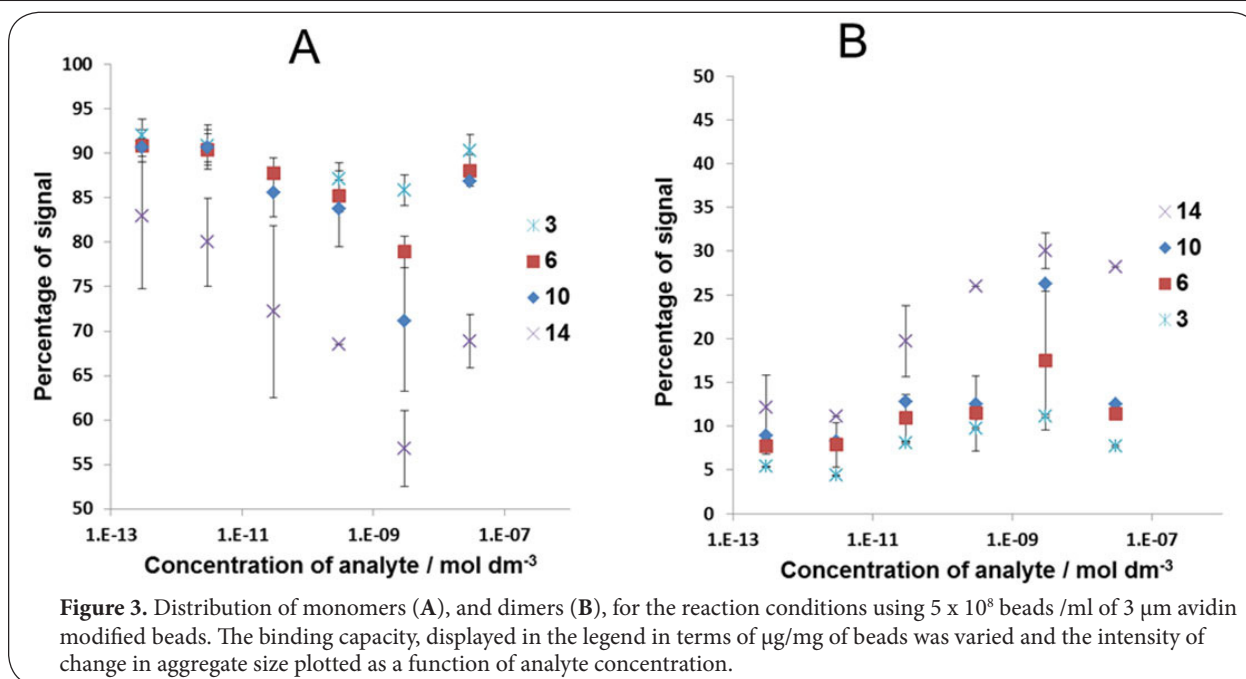 A
100
95
90
85
80
75
70
65
60
55
50
Percentage of signal
3
6
10
14
1.E-13
1.E-11
1.E-09
1.E-07
Concentration of analyte / mol dm⁻³
B
50
45
40
35
30
25
20
15
10
5
0
Percentage of signal
14
10
6
3
1.E-13
1.E-11
1.E-09
1.E-07
Concentration of analyte / mol dm⁻³
Figure 3. Distribution of monomers (A), and dimers (B), for the reaction conditions using 5 x 10⁸ beads /ml of 3 µm avidin
modified beads. The binding capacity, displayed in the legend in terms of µg/mg of beads was varied and the intensity of
change in aggregate size plotted as a function of analyte concentration.